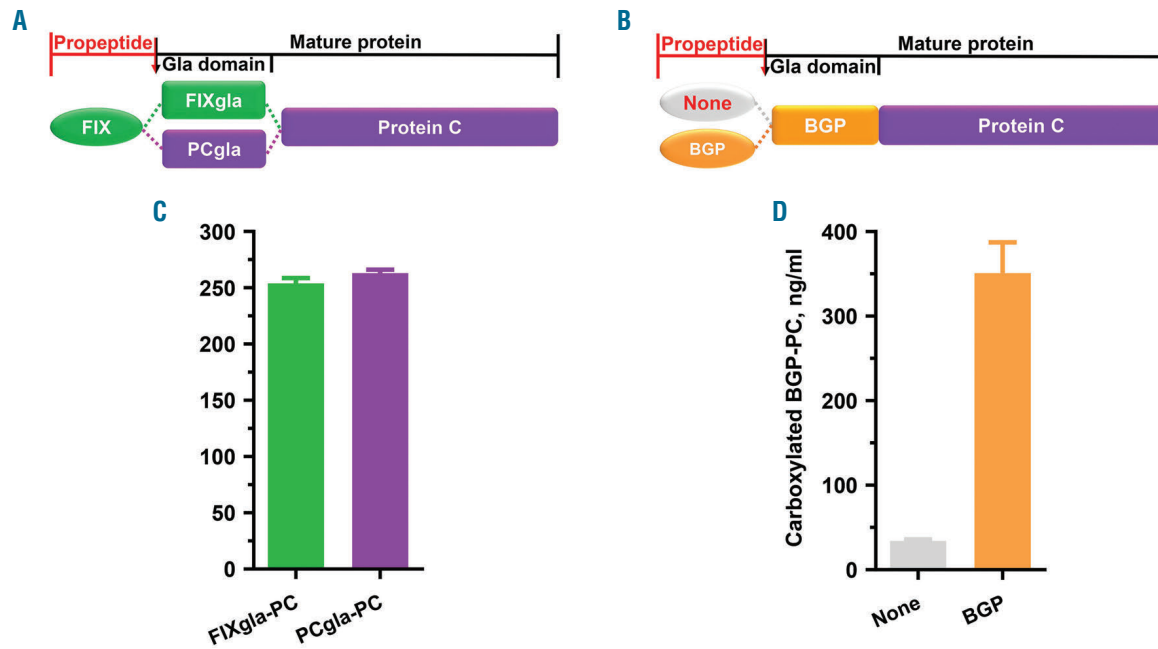 A
Propeptide
Mature protein
Gla domain
FIX
FIXgla
PCgla
Protein C
B
Propeptide
Mature protein
Gla domain
None
BGP
BGP
Protein C
C
300
250
200
150
100
50
0
FIXgla-PC
PCgla-PC
D
Carboxylated BGP-PC, ng/ml
400
300
200
100
0
None
BGP